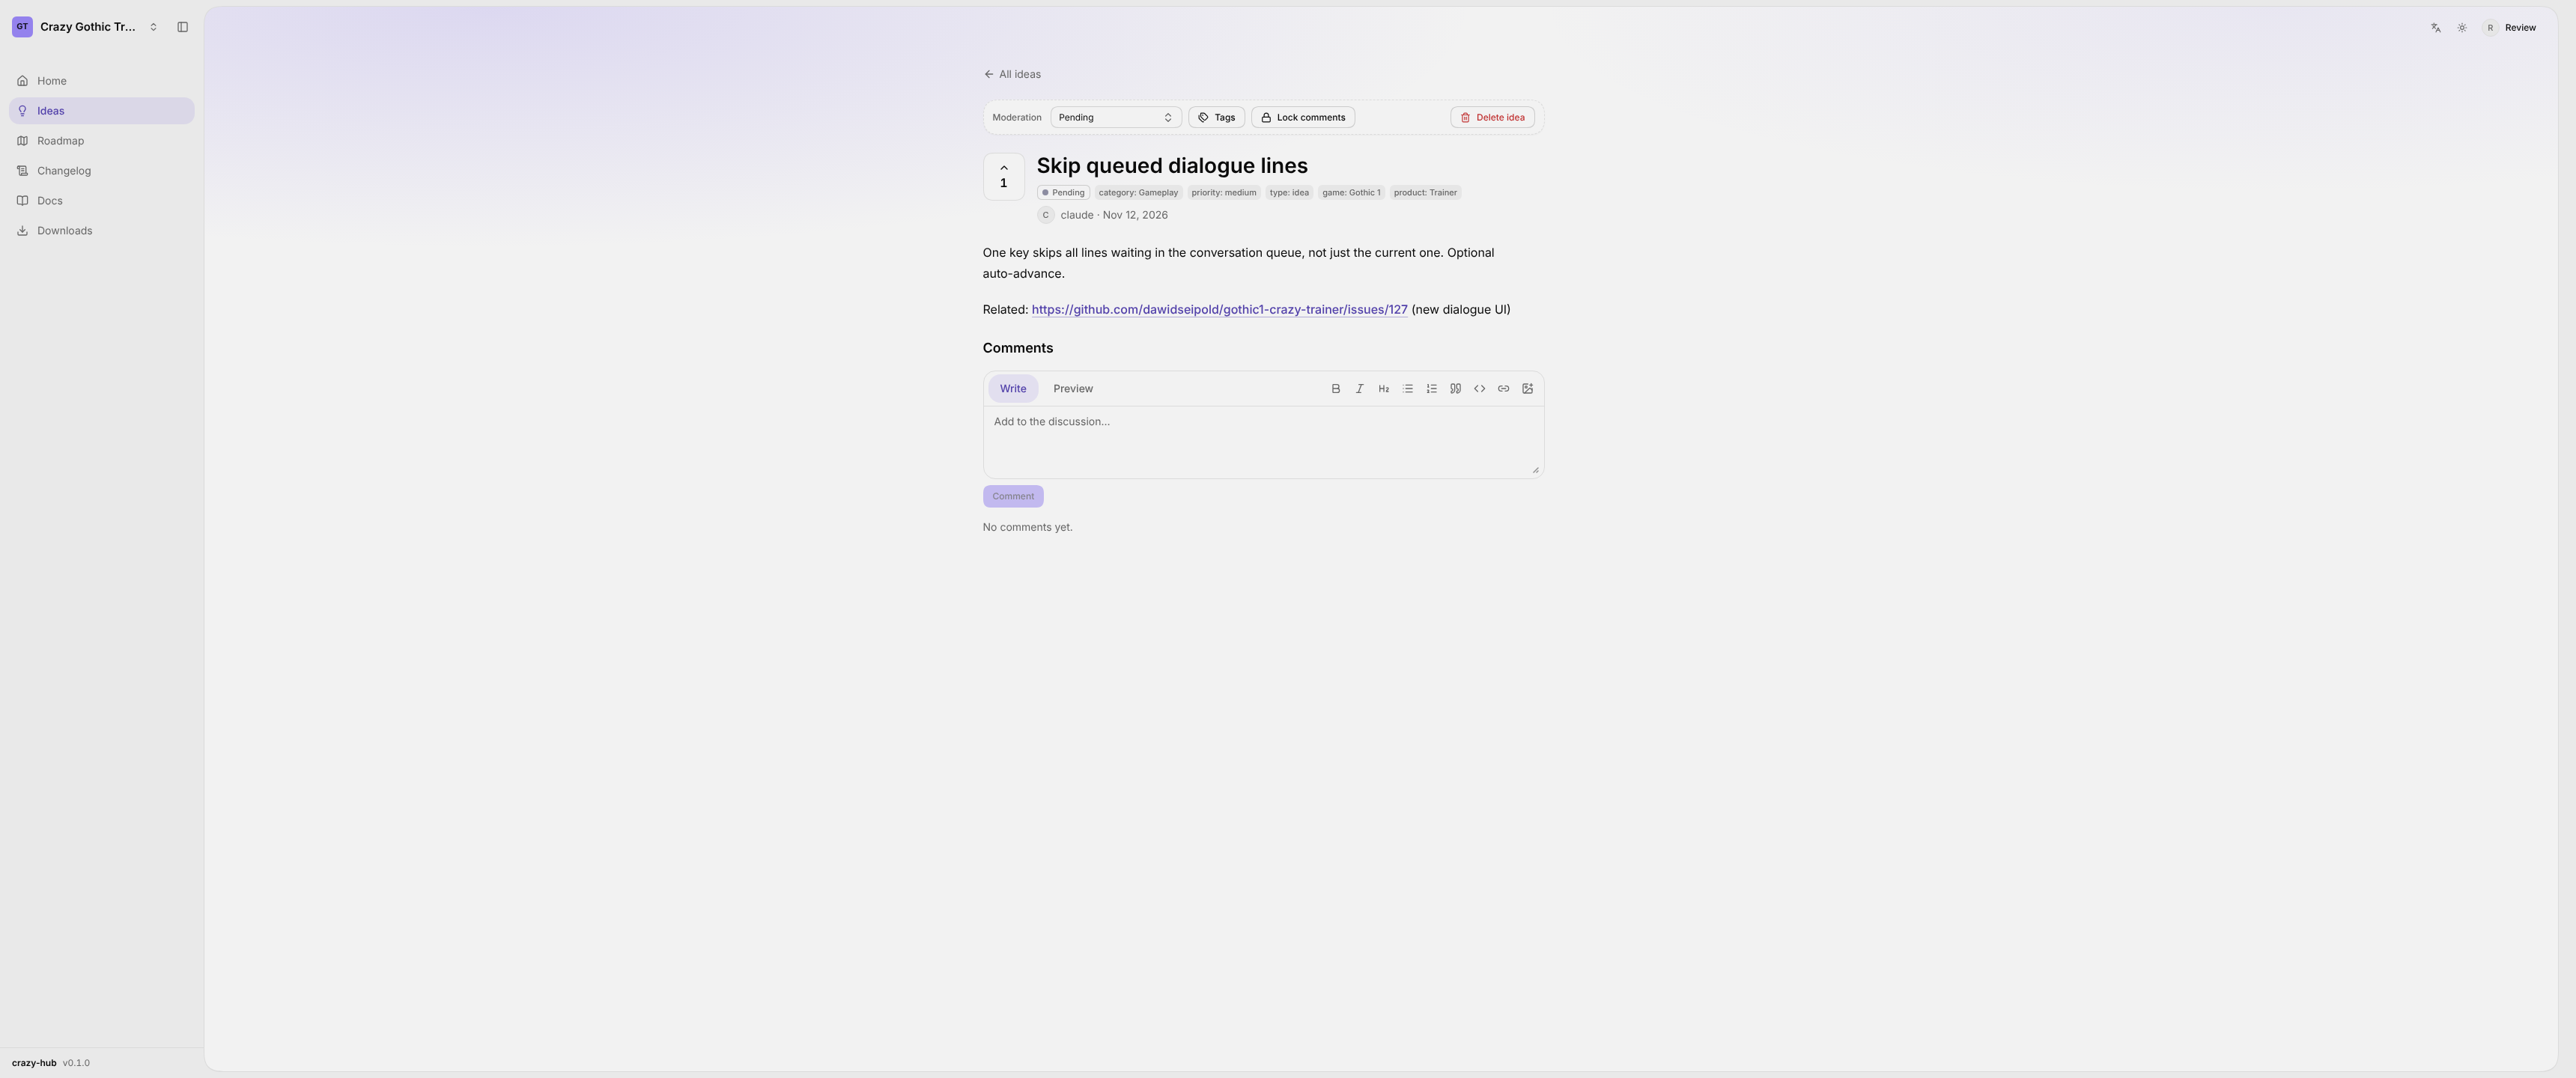 GT
Crazy Gothic Tr...
R
Review
Home
Ideas
Roadmap
Changelog
Docs
Downloads
All ideas
Moderation
Pending
Tags
Lock comments
Delete idea
1
Skip queued dialogue lines
Pending
category: Gameplay
priority: medium
type: idea
game: Gothic 1
product: Trainer
C
claude · Nov 12, 2026
One key skips all lines waiting in the conversation queue, not just the current one. Optional
auto-advance.
Related: https://github.com/dawidseipold/gothic1-crazy-trainer/issues/127 (new dialogue UI)
Comments
Write
Preview
B
I
H2
Add to the discussion...
Comment
No comments yet.
crazy-hub v0.1.0